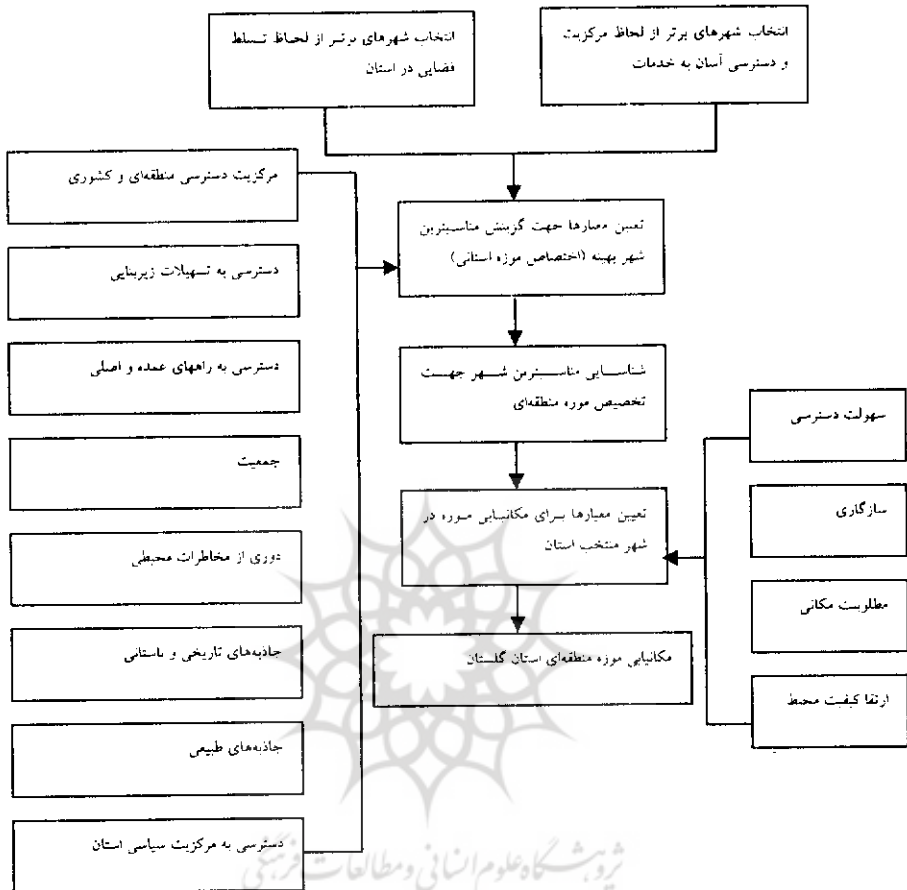 انتخاب شهرهای برتر از لحاظ مرکزیت
و دسترسی آسان به خدمات
انتخاب شهرهای برتر از لحاظ تسلط
فضایی در استان
مرکزیت دسترسی منطقه‌ای و کشوری
دسترسی به تسهیلات زیربنایی
دسترسی به راههای عمده و اصلی
جمعیت
دوری از مخاطرات محیطی
جاذبه‌های تاریخی و باستانی
جاذبه‌های طبیعی
دسترسی به مرکزیت سیاسی استان
تعیین معیارها جهت گزینش مناسبترین
شهر بهینه (اختصاص موزه استانی)
شناسایی مناسبترمن شهر جهت
تخصیص موزه منطقه‌ای
تعیین معیارها برای مکانیابی موزه در
شهر منتخب استان
مکانیابی موزه منطقه‌ای استان گلستان
سهولت دسترسی
سازگاری
مطلوبیت مکانی
ارتقا کیفیت محیط
پژوهشگاه علوم انسانی و مطالعات فرهنگی